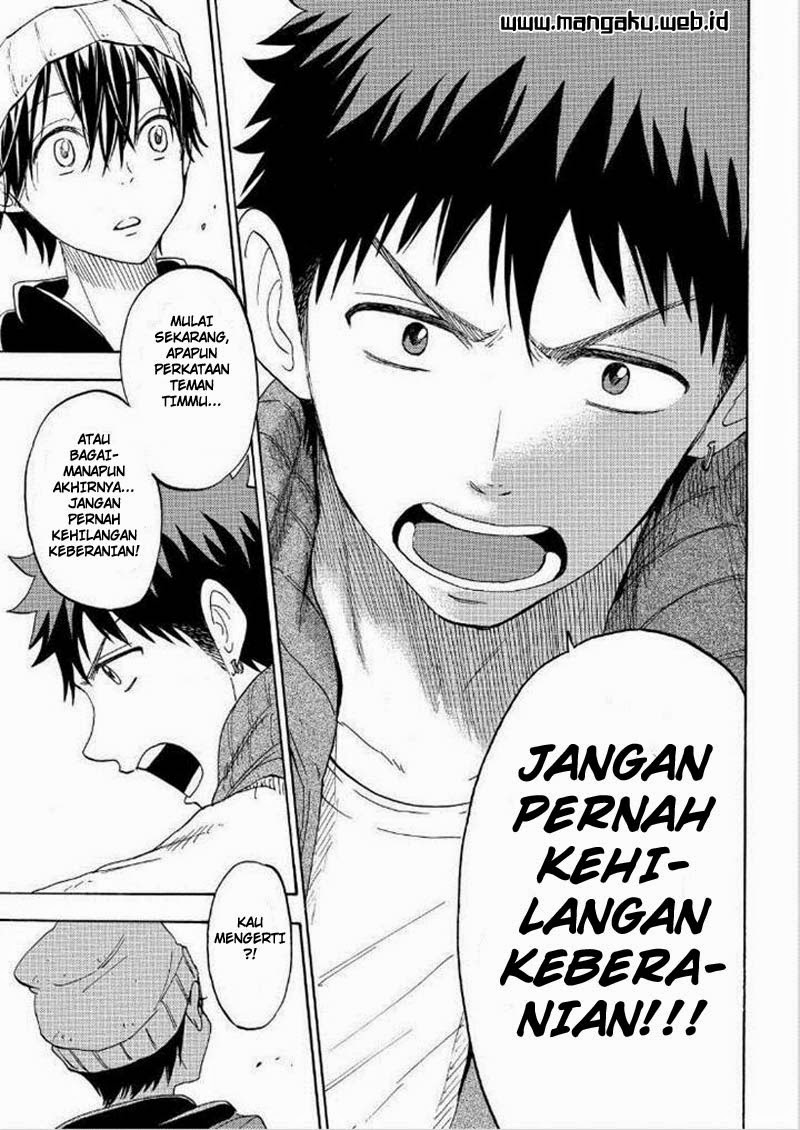 www.mangaku.web.id
JANGAN
PERNAH
KEHI-
LANGAN
KEBERA-
NIAN!!!
MULAI
SEKARANG,
APAPUN
PERKATAAN
TEMAN
TIMMU...
ATAU
BAGAI-
MANAPUN
AKHIRNYA...
JANGAN
PERNAH
KEHILANGAN
KEBERANIAN!
KAU
MENGERTI
?!